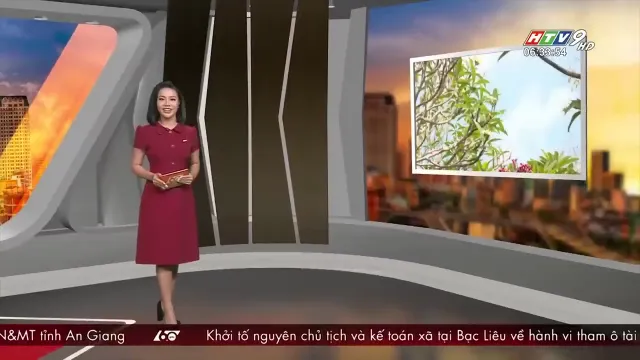 HTV9 HD
06:33:54
N&MT tỉnh An Giang
Khởi tố nguyên chủ tịch và kế toán xã tại Bạc Liêu về hành vi tham ô tài